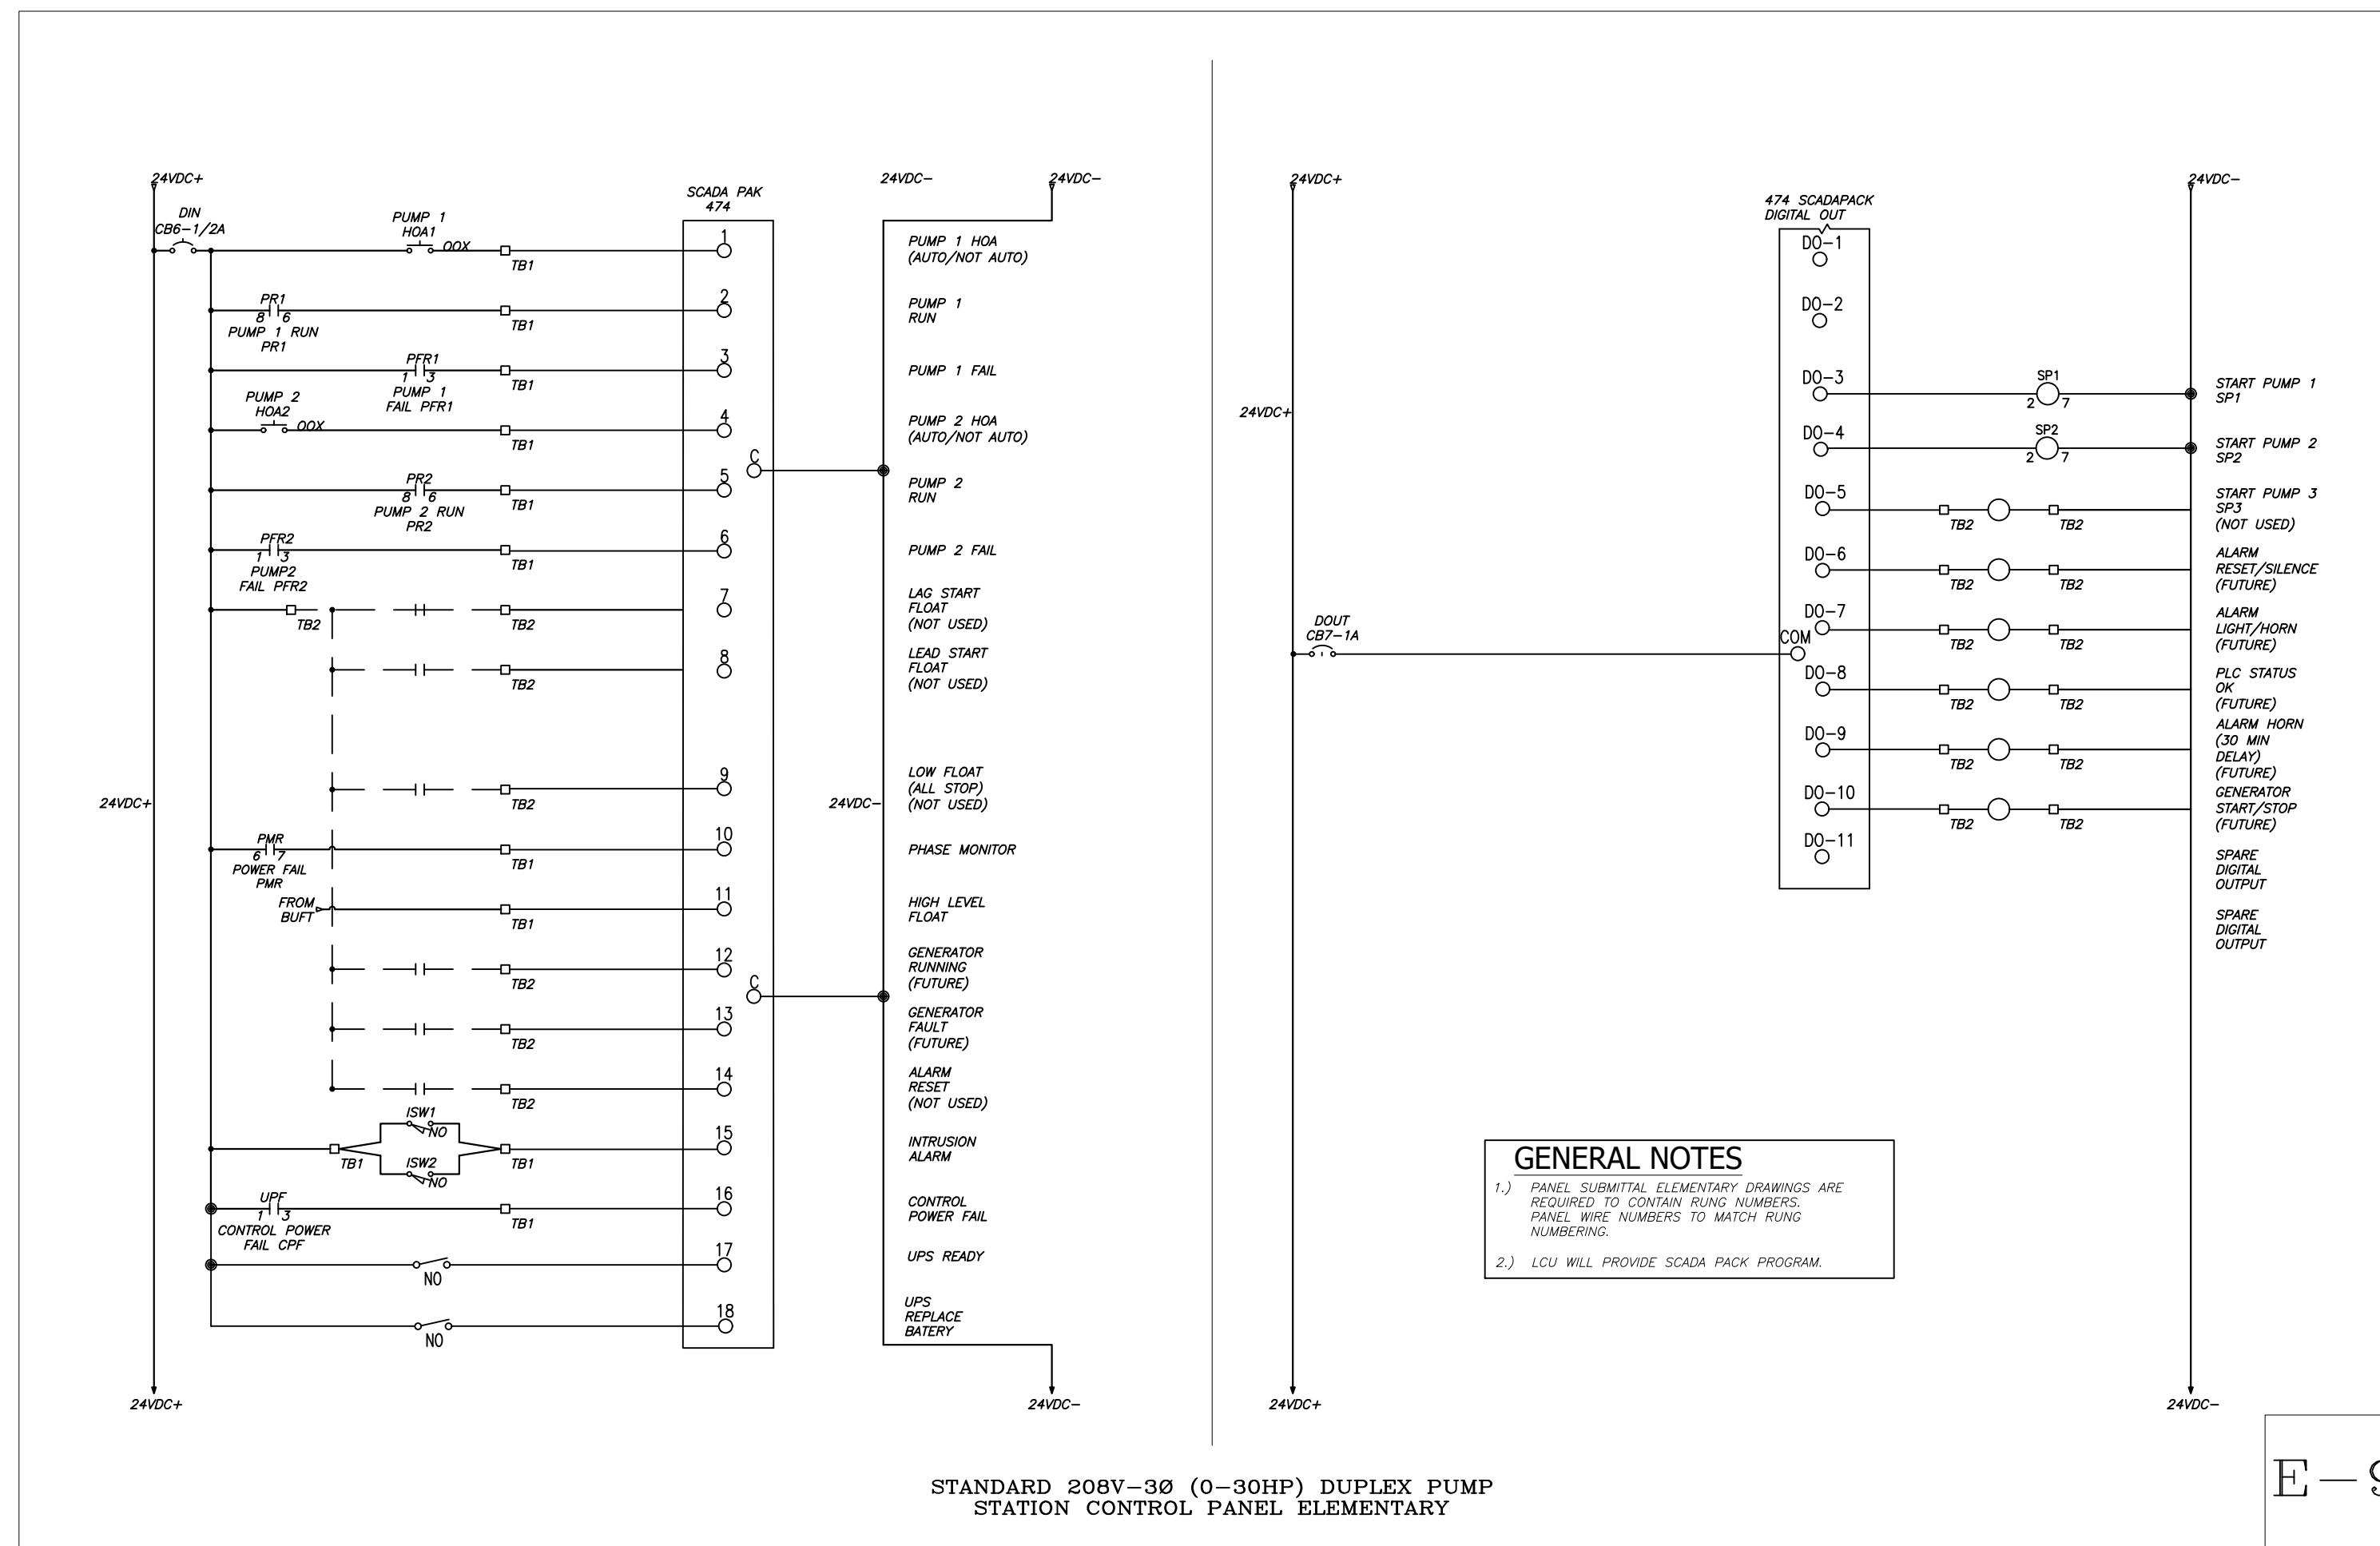 24VDC+
DIN
CB6-1/2A
PUMP 1
HOA1
OOX
TB1
PR1
8 6
PUMP 1 RUN
PR1
TB1
PFR1
1 3
PUMP 1
FAIL PFR1
TB1
PUMP 2
HOA2
OOX
TB1
PR2
8 6
PUMP 2 RUN
PR2
TB1
PFR2
1 3
PUMP2
FAIL PFR2
TB1
TB2
TB2
TB2
24VDC+
TB2
PMR
6 7
POWER FAIL
PMR
TB1
FROM
BUFT
TB1
TB2
TB2
TB2
ISW1
NO
TB1
ISW2
NO
TB1
UPF
1 3
CONTROL POWER
FAIL CPF
TB1
NO
NO
24VDC+
SCADA PAK
474
1
2
3
4
C
5
6
7
8
9
10
11
12
C
13
14
15
16
17
18
24VDC-
24VDC-
24VDC-
24VDC-
PUMP 1 HOA
(AUTO/NOT AUTO)
PUMP 1
RUN
PUMP 1 FAIL
PUMP 2 HOA
(AUTO/NOT AUTO)
PUMP 2
RUN
PUMP 2 FAIL
LAG START
FLOAT
(NOT USED)
LEAD START
FLOAT
(NOT USED)
LOW FLOAT
(ALL STOP)
(NOT USED)
PHASE MONITOR
HIGH LEVEL
FLOAT
GENERATOR
RUNNING
(FUTURE)
GENERATOR
FAULT
(FUTURE)
ALARM
RESET
(NOT USED)
INTRUSION
ALARM
CONTROL
POWER FAIL
UPS READY
UPS
REPLACE
BATERY
24VDC+
24VDC+
DOUT
CB7-1A
24VDC+
474 SCADAPACK
DIGITAL OUT
DO-1
DO-2
DO-3
DO-4
DO-5
DO-6
DO-7
COM
DO-8
DO-9
DO-10
DO-11
SP1
2 7
SP2
2 7
TB2 TB2
TB2 TB2
TB2 TB2
TB2 TB2
TB2 TB2
TB2 TB2
24VDC-
START PUMP 1
SP1
START PUMP 2
SP2
START PUMP 3
SP3
(NOT USED)
ALARM
RESET/SILENCE
(FUTURE)
ALARM
LIGHT/HORN
(FUTURE)
PLC STATUS
OK
(FUTURE)
ALARM HORN
(30 MIN
DELAY)
(FUTURE)
GENERATOR
START/STOP
(FUTURE)
SPARE
DIGITAL
OUTPUT
SPARE
DIGITAL
OUTPUT
24VDC-
GENERAL NOTES
1.) PANEL SUBMITTAL ELEMENTARY DRAWINGS ARE
REQUIRED TO CONTAIN RUNG NUMBERS.
PANEL WIRE NUMBERS TO MATCH RUNG
NUMBERING.
2.) LCU WILL PROVIDE SCADA PACK PROGRAM.
STANDARD 208V-3Ø (0-30HP) DUPLEX PUMP
STATION CONTROL PANEL ELEMENTARY